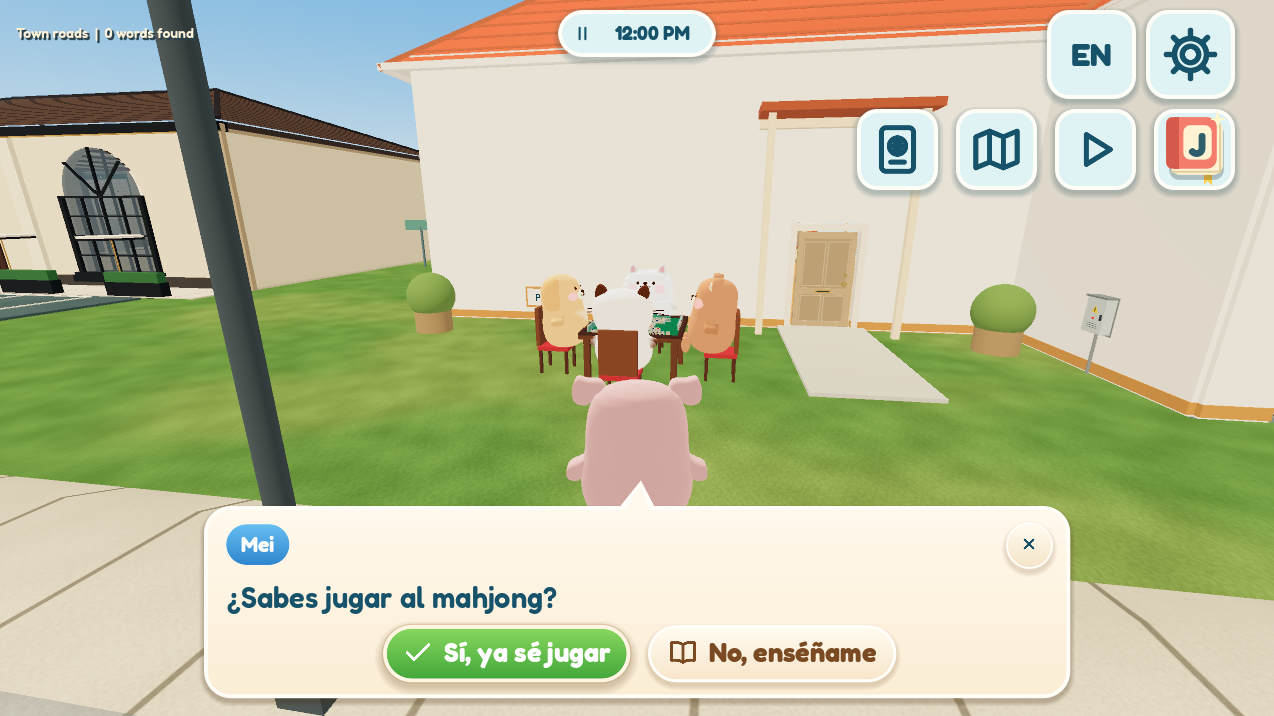 Town roads | 0 words found
12:00 PM
EN
J
Mei
¿Sabes jugar al mahjong?
Sí, ya sé jugar
No, enséñame